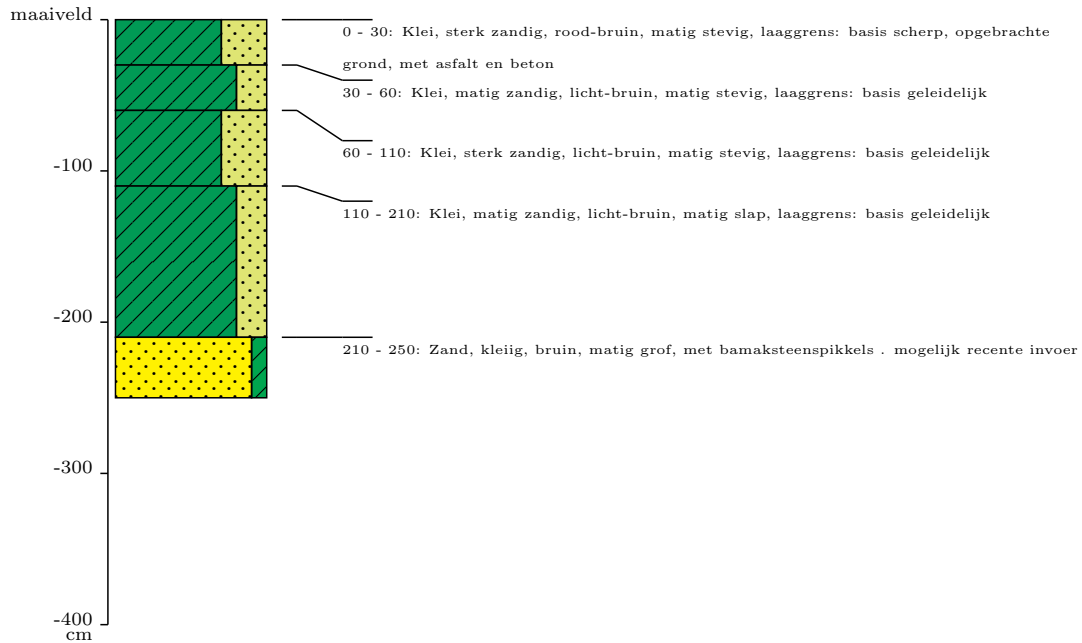 maaiveld
0 - 30: Klei, sterk zandig, rood-bruin, matig stevig, laaggrens: basis scherp, opgebrachte
grond, met asfalt en beton
30 - 60: Klei, matig zandig, licht-bruin, matig stevig, laaggrens: basis geleidelijk
60 - 110: Klei, sterk zandig, licht-bruin, matig stevig, laaggrens: basis geleidelijk
-100
110 - 210: Klei, matig zandig, licht-bruin, matig slap, laaggrens: basis geleidelijk
-200
210 - 250: Zand, kleiig, bruin, matig grof, met bamaksteenspikkels . mogelijk recente invoer
-300
-400
cm